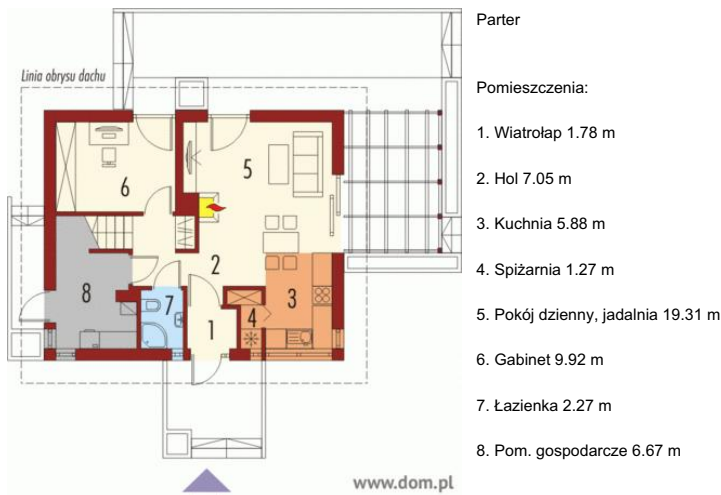 Linia obrysu dachu
6
5
2
8
7
1
4
3
www.dom.pl
Parter
Pomieszczenia:
1. Wiatrołap 1.78 m
2. Hol 7.05 m
3. Kuchnia 5.88 m
4. Spiżarnia 1.27 m
5. Pokój dzienny, jadalnia 19.31 m
6. Gabinet 9.92 m
7. Łazienka 2.27 m
8. Pom. gospodarcze 6.67 m